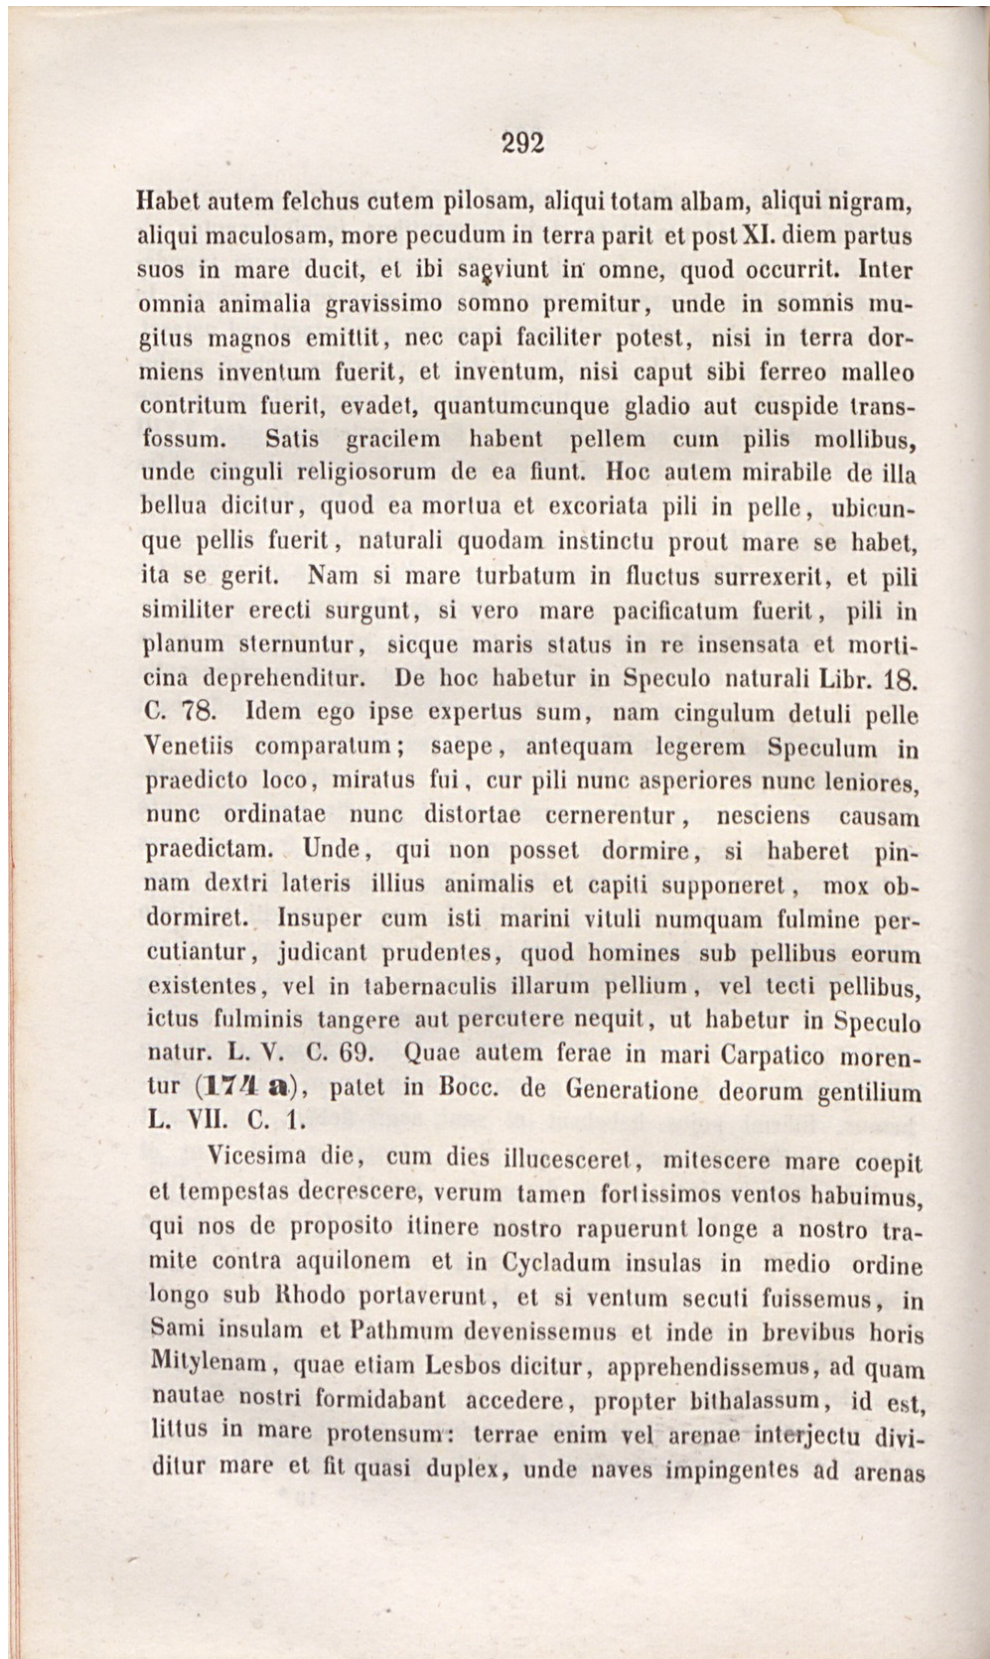 292
Habet autem felchus cutem pilosam, aliqui totam albam, aliqui nigram,
aliqui maculosam, more pecudum in terra parit et post XI. diem partus
suos in mare ducit, et ibi saeviunt in omne, quod occurrit. Inter
omnia animalia gravissimo somno premitur, unde in somnis mu-
gitus magnos emittit, nec capi faciliter potest, nisi in terra dor-
miens inventum fuerit, et inventum, nisi caput sibi ferreo malleo
contritum fuerit, evadet, quantumcunque gladio aut cuspide trans-
fossum. Satis gracilem habent pellem cum pilis mollibus,
unde cinguli religiosorum de ea fiunt. Hoc autem mirabile de illa
bellua dicitur, quod ea mortua et excoriata pili in pelle, ubicun-
que pellis fuerit, naturali quodam instinctu prout mare se habet,
ita se gerit. Nam si mare turbatum in fluctus surrexerit, et pili
similiter erecti surgunt, si vero mare pacificatum fuerit, pili in
planum sternuntur, sicque maris status in re insensata et morti-
cina deprehenditur. De hoc habetur in Speculo naturali Libr. 18.
C. 78. Idem ego ipse expertus sum, nam cingulum detuli pelle
Venetiis comparatum; saepe, antequam legerem Speculum in
praedicto loco, miratus fui, cur pili nunc asperiores nunc leniores,
nunc ordinatae nunc distortae cernerentur, nesciens causam
praedictam. Unde, qui non posset dormire, si haberet pin-
nam dextri lateris illius animalis et capiti supponeret, mox ob-
dormiret. Insuper cum isti marini vituli numquam fulmine per-
cutiantur, judicant prudentes, quod homines sub pellibus eorum
existentes, vel in tabernaculis illarum pellium, vel tecti pellibus,
ictus fulminis tangere aut percutere nequit, ut habetur in Speculo
natur. L. V. C. 69. Quae autem ferae in mari Carpatico moren-
tur (174 a), patet in Bocc. de Generatione deorum gentilium
L. VII. C. 1.
Vicesima die, cum dies illucesceret, mitescere mare coepit
et tempestas decrescere, verum tamen fortissimos ventos habuimus,
qui nos de proposito itinere nostro rapuerunt longe a nostro tra-
mite contra aquilonem et in Cycladum insulas in medio ordine
longo sub Rhodo portaverunt, et si ventum secuti fuissemus, in
Sami insulam et Pathmum devenissemus et inde in brevibus horis
Mitylenam, quae etiam Lesbos dicitur, apprehendissemus, ad quam
nautae nostri formidabant accedere, propter bithalassum, id est,
littus in mare protensum: terrae enim vel arenae interjectu divi-
ditur mare et fit quasi duplex, unde naves impingentes ad arenas